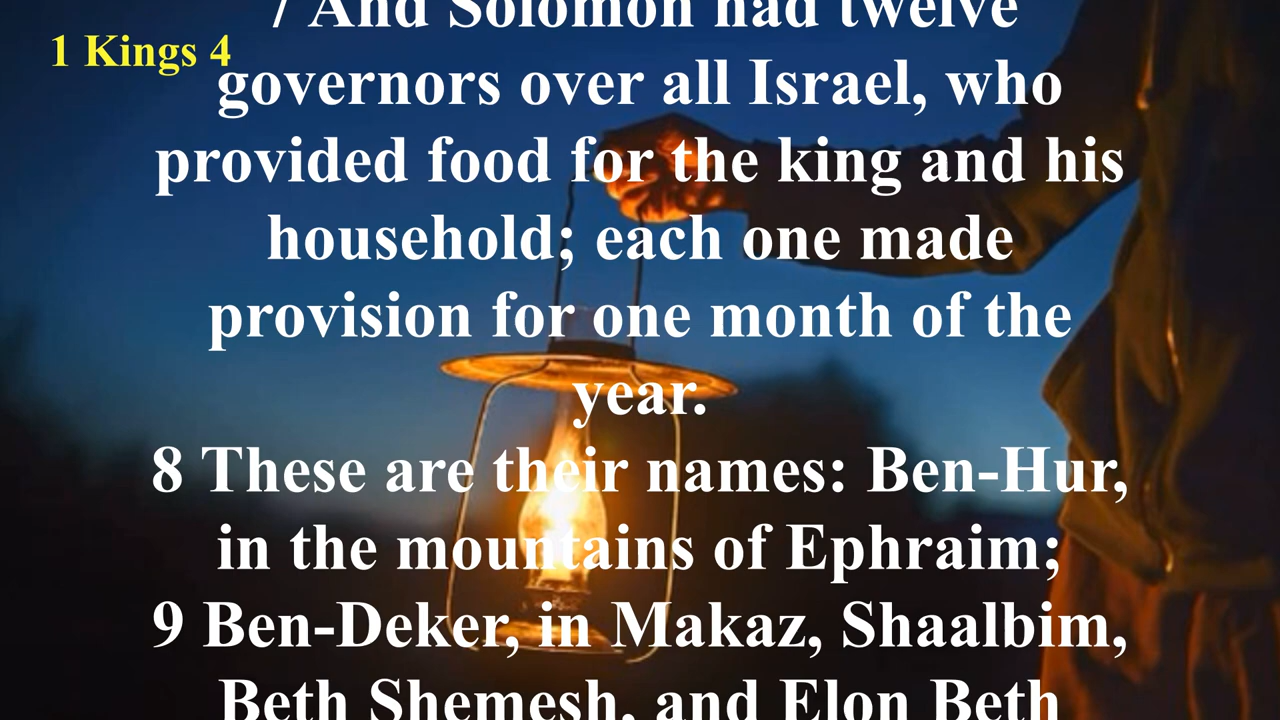 1 Kings 4
7 And Solomon had twelve
governors over all Israel, who
provided food for the king and his
household; each one made
provision for one month of the
year.
8 These are their names: Ben-Hur,
in the mountains of Ephraim;
9 Ben-Deker, in Makaz, Shaalbim,
Beth Shemesh, and Elon Beth